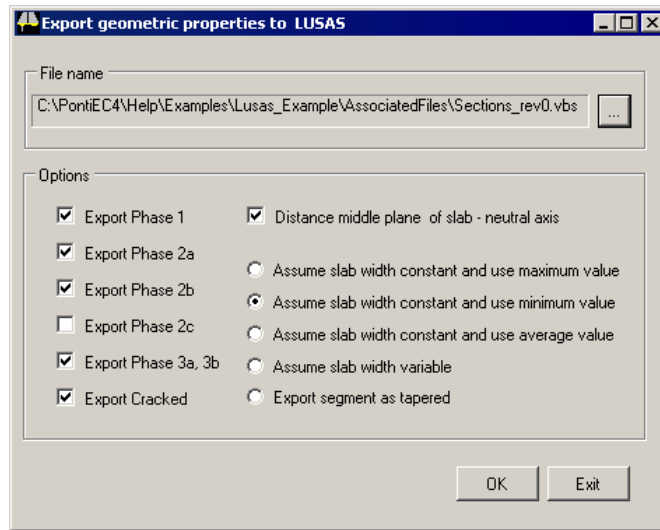 Export geometric properties to LUSAS
File name
C:\PontiEC4\Help\Examples\Lusas_Example\AssociatedFiles\Sections_rev0.vbs
...
Options
Export Phase 1
Export Phase 2a
Export Phase 2b
Export Phase 2c
Export Phase 3a, 3b
Export Cracked
Distance middle plane of slab - neutral axis
Assume slab width constant and use maximum value
Assume slab width constant and use minimum value
Assume slab width constant and use average value
Assume slab width variable
Export segment as tapered
OK
Exit